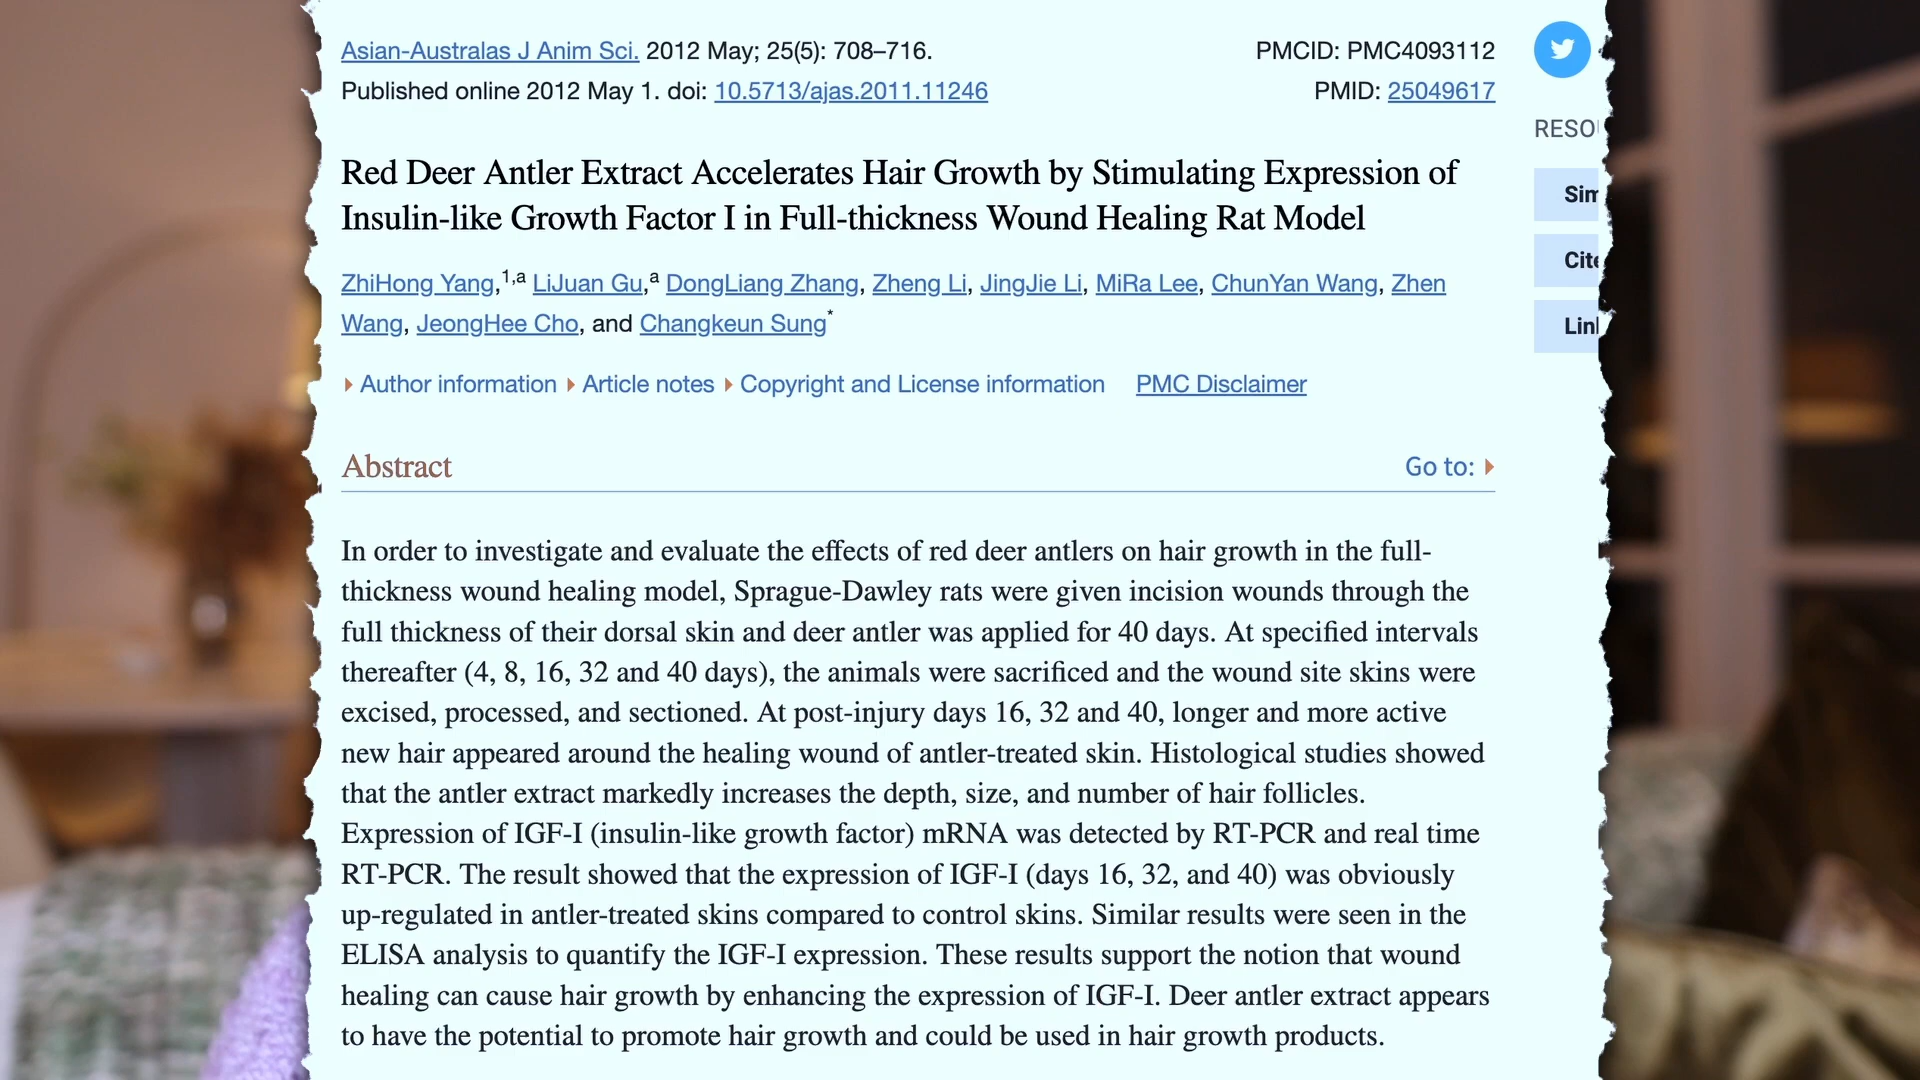 Asian-Australas J Anim Sci. 2012 May; 25(5): 708–716.
PMCID: PMC4093112
Published online 2012 May 1. doi: 10.5713/ajas.2011.11246
PMID: 25049617
RESO
Red Deer Antler Extract Accelerates Hair Growth by Stimulating Expression of
Insulin-like Growth Factor I in Full-thickness Wound Healing Rat Model
Sim
Cite
Link
ZhiHong Yang,1,a LiJuan Gu,a DongLiang Zhang, Zheng Li, JingJie Li, MiRa Lee, ChunYan Wang, Zhen
Wang, JeongHee Cho, and Changkeun Sung*
Author information Article notes Copyright and License information PMC Disclaimer
Abstract
Go to:
In order to investigate and evaluate the effects of red deer antlers on hair growth in the full-
thickness wound healing model, Sprague-Dawley rats were given incision wounds through the
full thickness of their dorsal skin and deer antler was applied for 40 days. At specified intervals
thereafter (4, 8, 16, 32 and 40 days), the animals were sacrificed and the wound site skins were
excised, processed, and sectioned. At post-injury days 16, 32 and 40, longer and more active
new hair appeared around the healing wound of antler-treated skin. Histological studies showed
that the antler extract markedly increases the depth, size, and number of hair follicles.
Expression of IGF-I (insulin-like growth factor) mRNA was detected by RT-PCR and real time
RT-PCR. The result showed that the expression of IGF-I (days 16, 32, and 40) was obviously
up-regulated in antler-treated skins compared to control skins. Similar results were seen in the
ELISA analysis to quantify the IGF-I expression. These results support the notion that wound
healing can cause hair growth by enhancing the expression of IGF-I. Deer antler extract appears
to have the potential to promote hair growth and could be used in hair growth products.